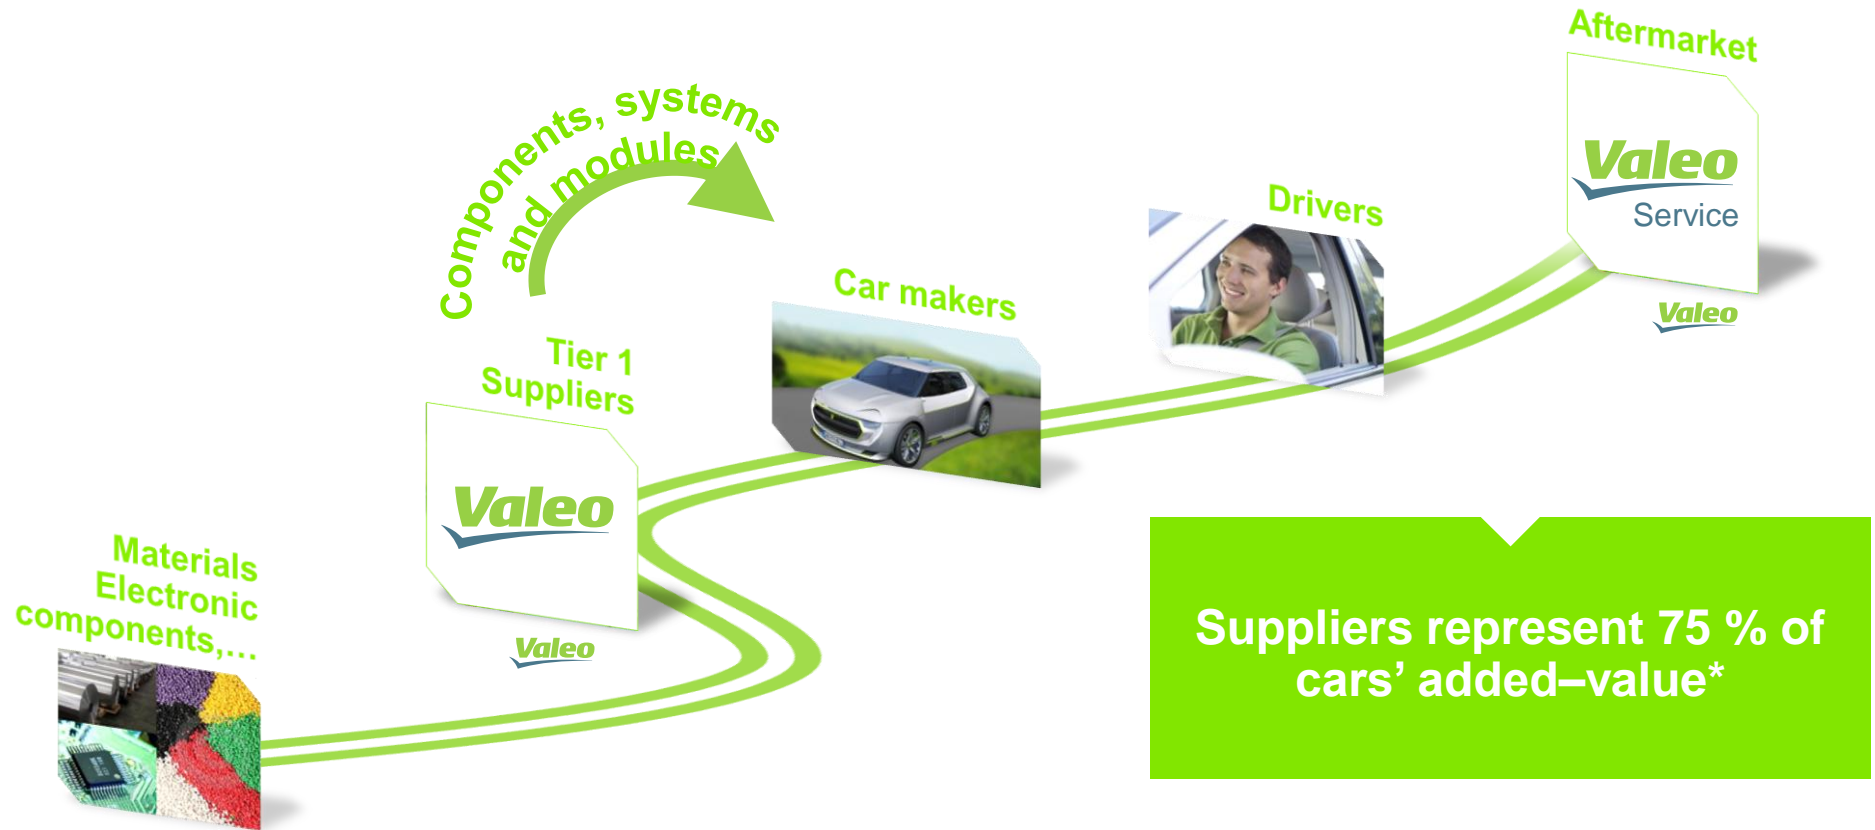 Aftermarket
Valeo
Service
Valeo
Components, systems
and modules
Drivers
Car makers
Tier 1
Suppliers
Valeo
Valeo
Materials
Electronic
components,…
Suppliers represent 75 % of
cars’ added–value*